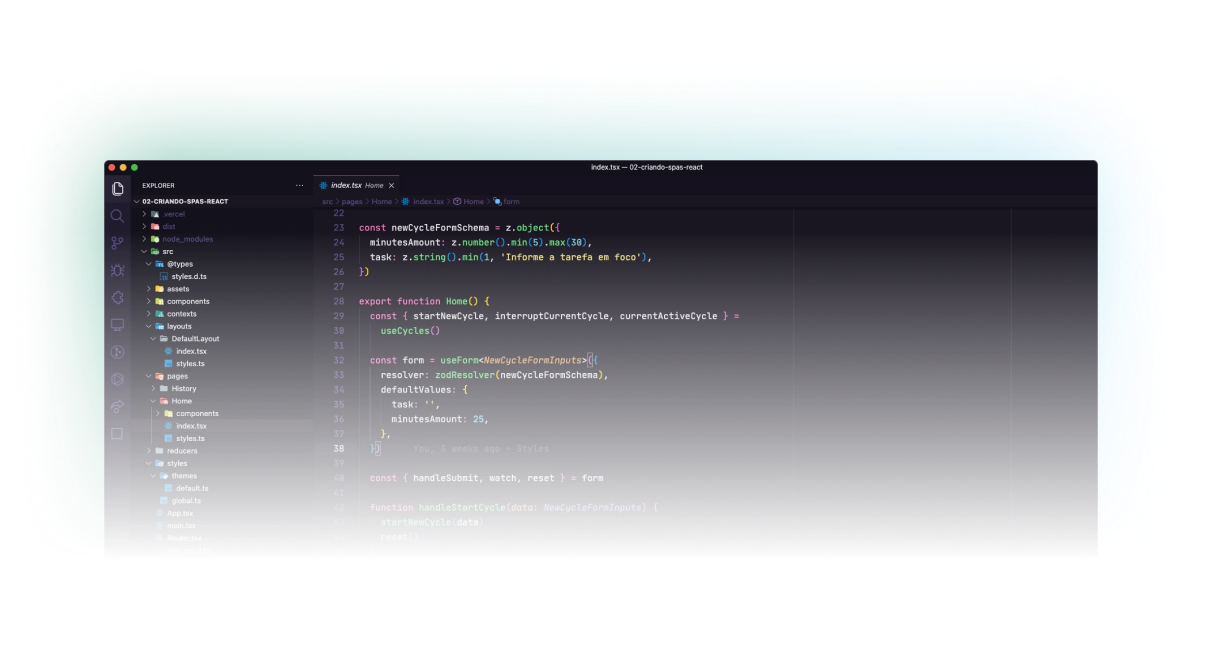 index.tsx — 02-criando-spas-react
EXPLORER
...
02-CRIANDO-SPAS-REACT
.vercel
dist
node_modules
src
@types
styles.d.ts
assets
components
contexts
layouts
DefaultLayout
index.tsx
styles.ts
pages
History
Home
components
index.tsx
styles.ts
reducers
styles
themes
default.ts
global.ts
App.tsx
main.tsx
Router.tsx
index.tsx Home
src > pages > Home > index.tsx > Home > form
22
23 const newCycleFormSchema = z.object({
24 minutesAmount: z.number().min(5).max(30),
25 task: z.string().min(1, 'Informe a tarefa em foco'),
26 })
27
28 export function Home() {
29 const { startNewCycle, interruptCurrentCycle, currentActiveCycle } =
30 useCycles()
31
32 const form = useForm<NewCycleFormInputs>({
33 resolver: zodResolver(newCycleFormSchema),
34 defaultValues: {
35 task: '',
36 minutesAmount: 25,
37 },
38 }) You, 3 weeks ago • Styles
39
40 const { handleSubmit, watch, reset } = form
41
42 function handleStartCycle(data: NewCycleFormInputs) {
43 startNewCycle(data)
reset()